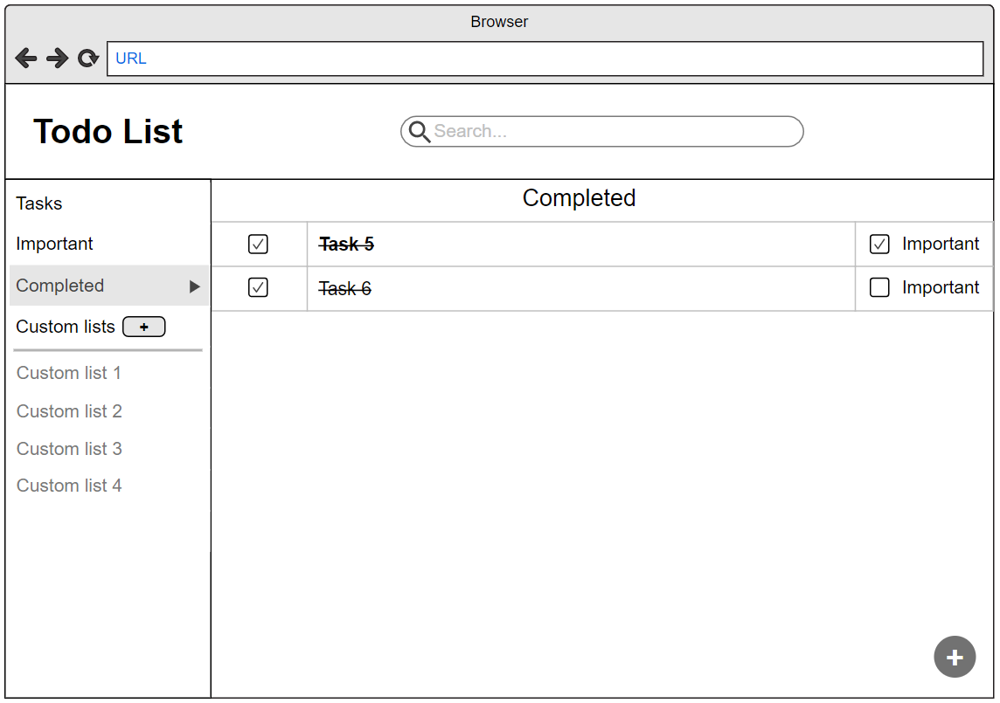 Browser
URL
Todo List
Search...
Tasks
Important
Completed
Custom lists +
Custom list 1
Custom list 2
Custom list 3
Custom list 4
Completed
Task 5 Important
Task 6 Important
+